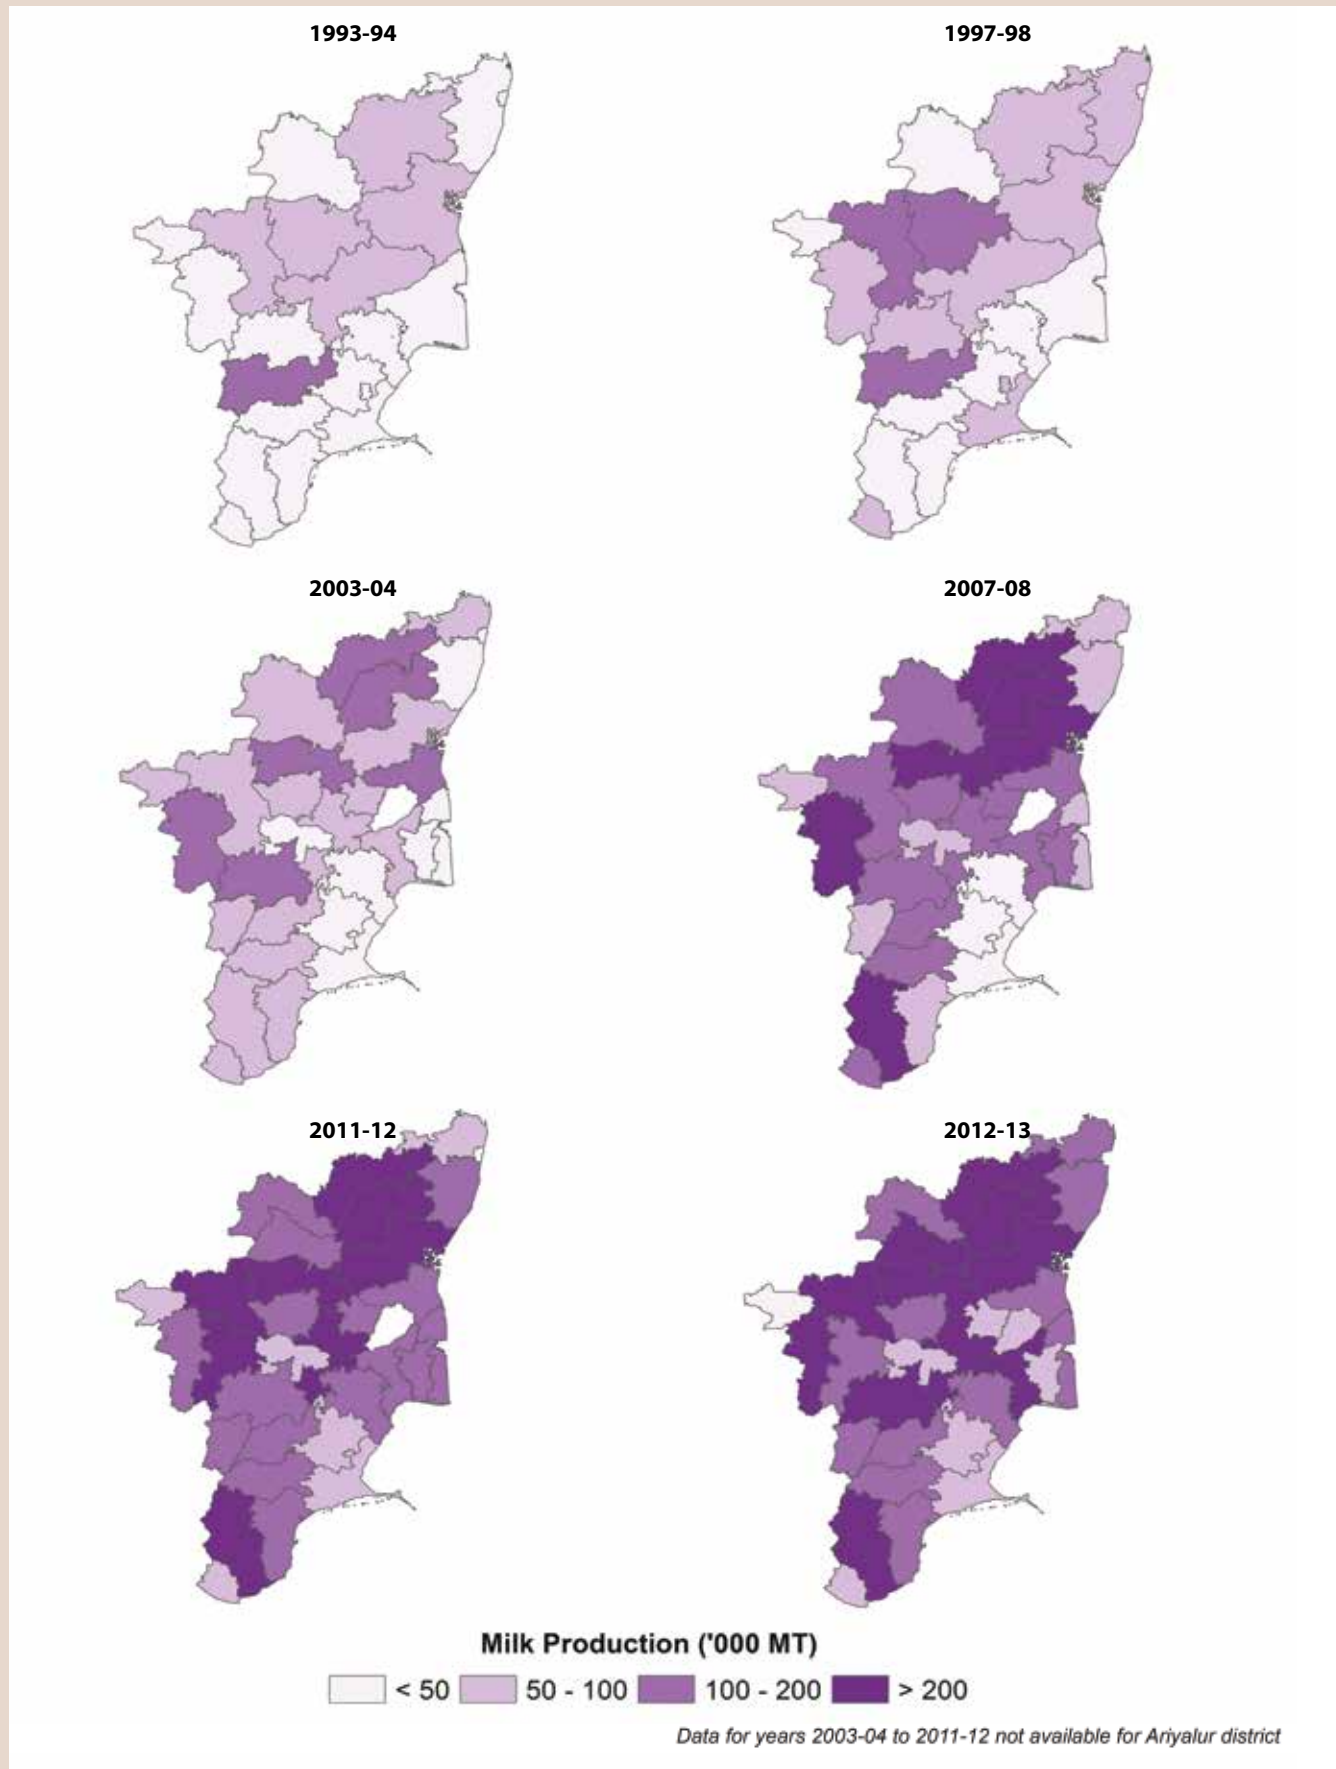 1993-94
1997-98
2003-04
2007-08
2011-12
2012-13
Milk Production ('000 MT)
< 50
50 - 100
100 - 200
> 200
Data for years 2003-04 to 2011-12 not available for Ariyalur district